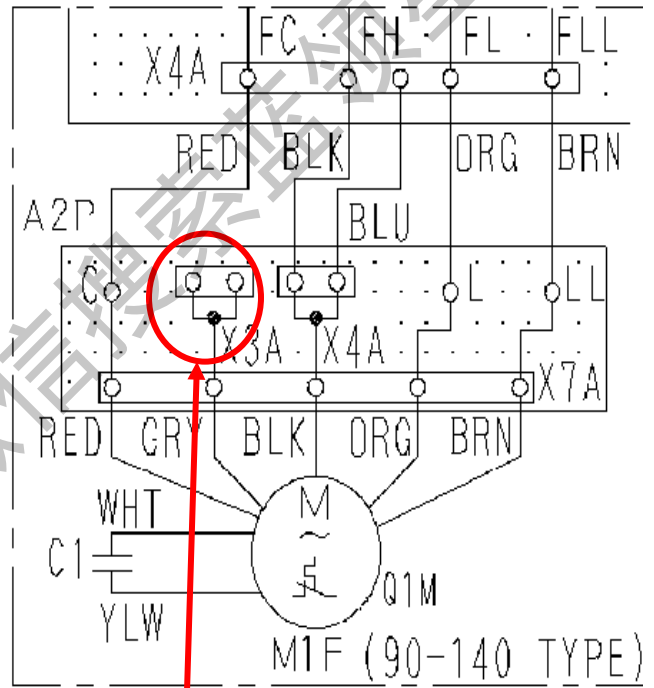 FC FH FL FLL
X4A
RED BLK ORG BRN
A2P
BLU
C L LL
X3A X4A
X7A
RED GRY BLK ORG BRN
WHT
M
~
C1
Q1M
YLW
M1F (90-140 TYPE)